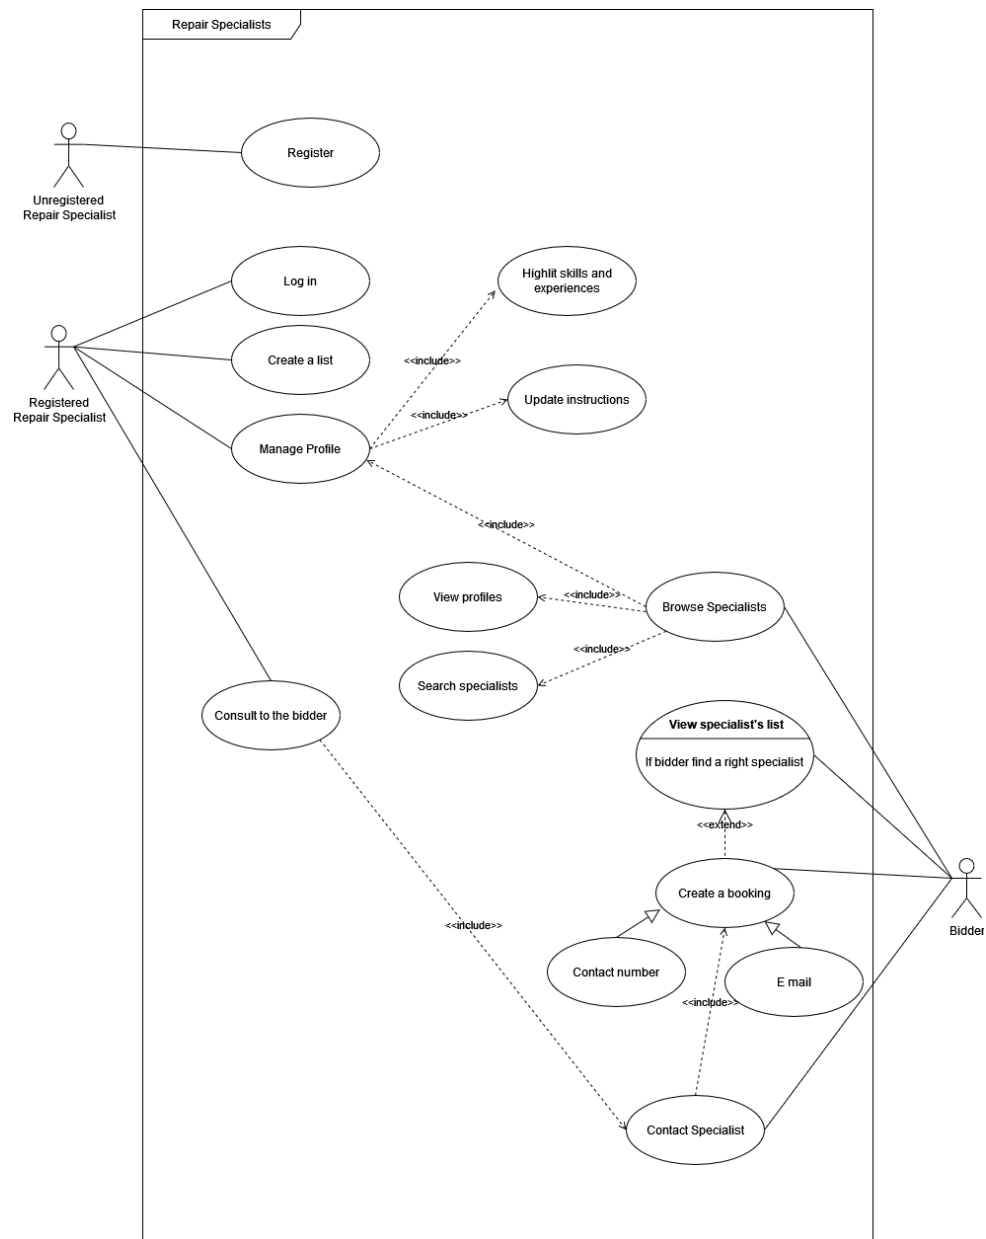 Repair Specialists
Register
Unregistered
Repair Specialist
Log in
Highlit skills and
experiences
Create a list
<<include>>
Registered
Repair Specialist
Update instructions
<<include>>
Manage Profile
<<include>>
View profiles
<<include>>
Browse Specialists
<<include>>
Search specialists
Consult to the bidder
View specialist's list
If bidder find a right specialist
<<extend>>
Create a booking
<<include>>
Bidder
Contact number
E mail
<<include>>
Contact Specialist